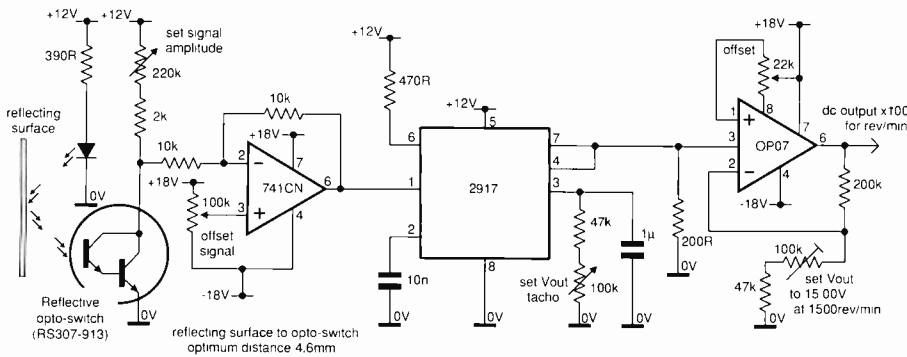 +12V
+12V
set signal
amplitude
390R
220k
reflecting
surface
2k
10k
10k
+18V
+18V
2
7
741CN
6
100k
3
4
offset
signal
0V
-18V
Reflective
opto-switch
(RS307-913)
0V
reflecting surface to opto-switch
optimum distance 4.6mm
+12V
470R
+12V
5
6
7
4
1
2917
3
2
8
10n
0V
0V
47k
1µ
set Vout
tacho
100k
0V
0V
200R
0V
+18V
offset
22k
1
8
7
3
OP07
6
2
4
-18V
dc output x100
for rev/min
200k
100k
47k
set Vout
to 15 00V
at 1500rev/min
0V